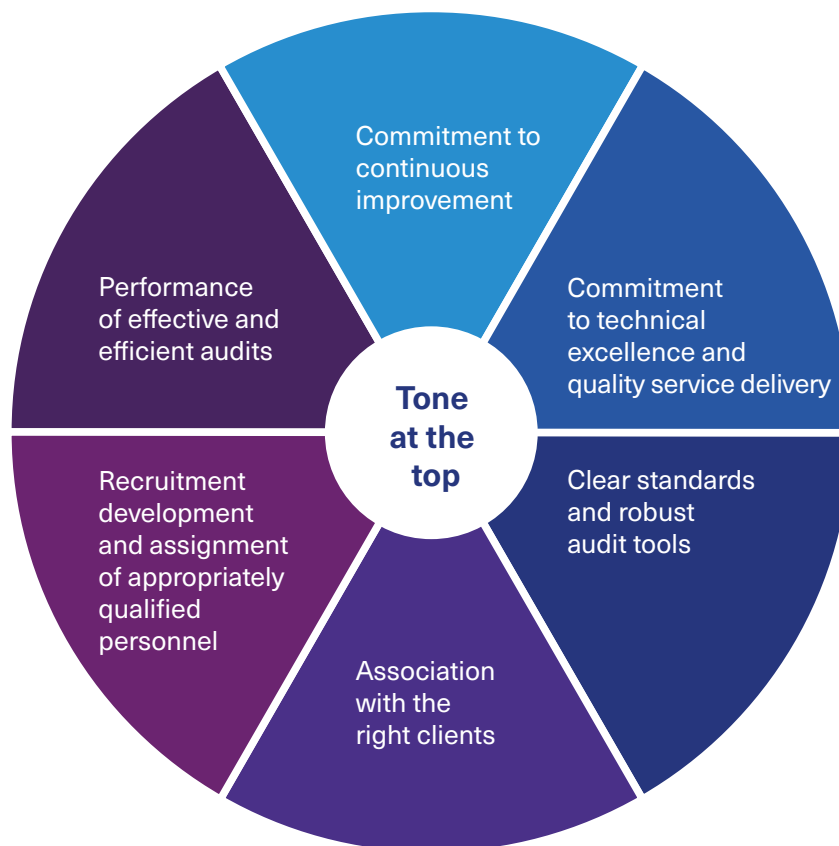 Commitment to
continuous
improvement
Commitment
to technical
excellence and
quality service delivery
Clear standards
and robust
audit tools
Association
with the
right clients
Recruitment
development
and assignment
of appropriately
qualified
personnel
Performance
of effective and
efficient audits
Tone
at the
top